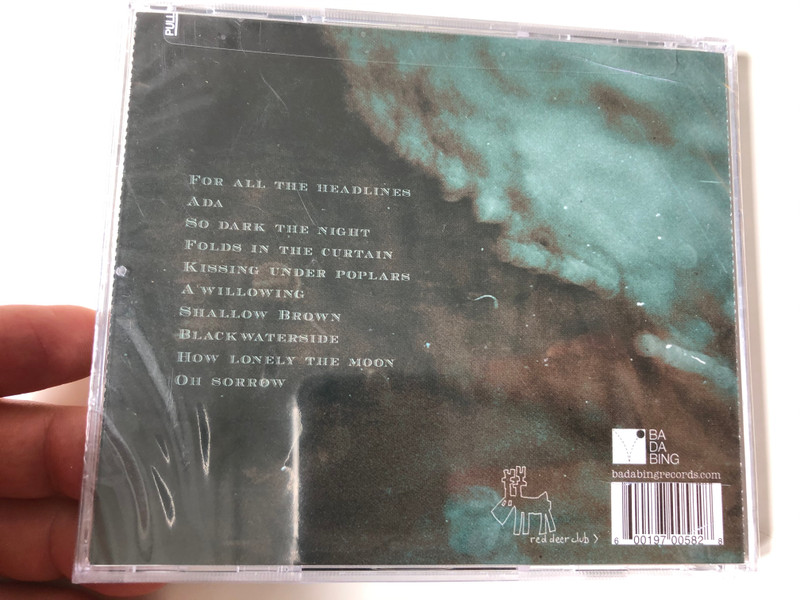 PULL
For all the headlines
Ada
So dark the night
Folds in the curtain
Kissing under poplars
A'willowing
Shallow Brown
Blackwaterside
How lonely the moon
Oh sorrow
BA
DA
BING
badabingrecords.com
red deer club >
6 00197 00582 8